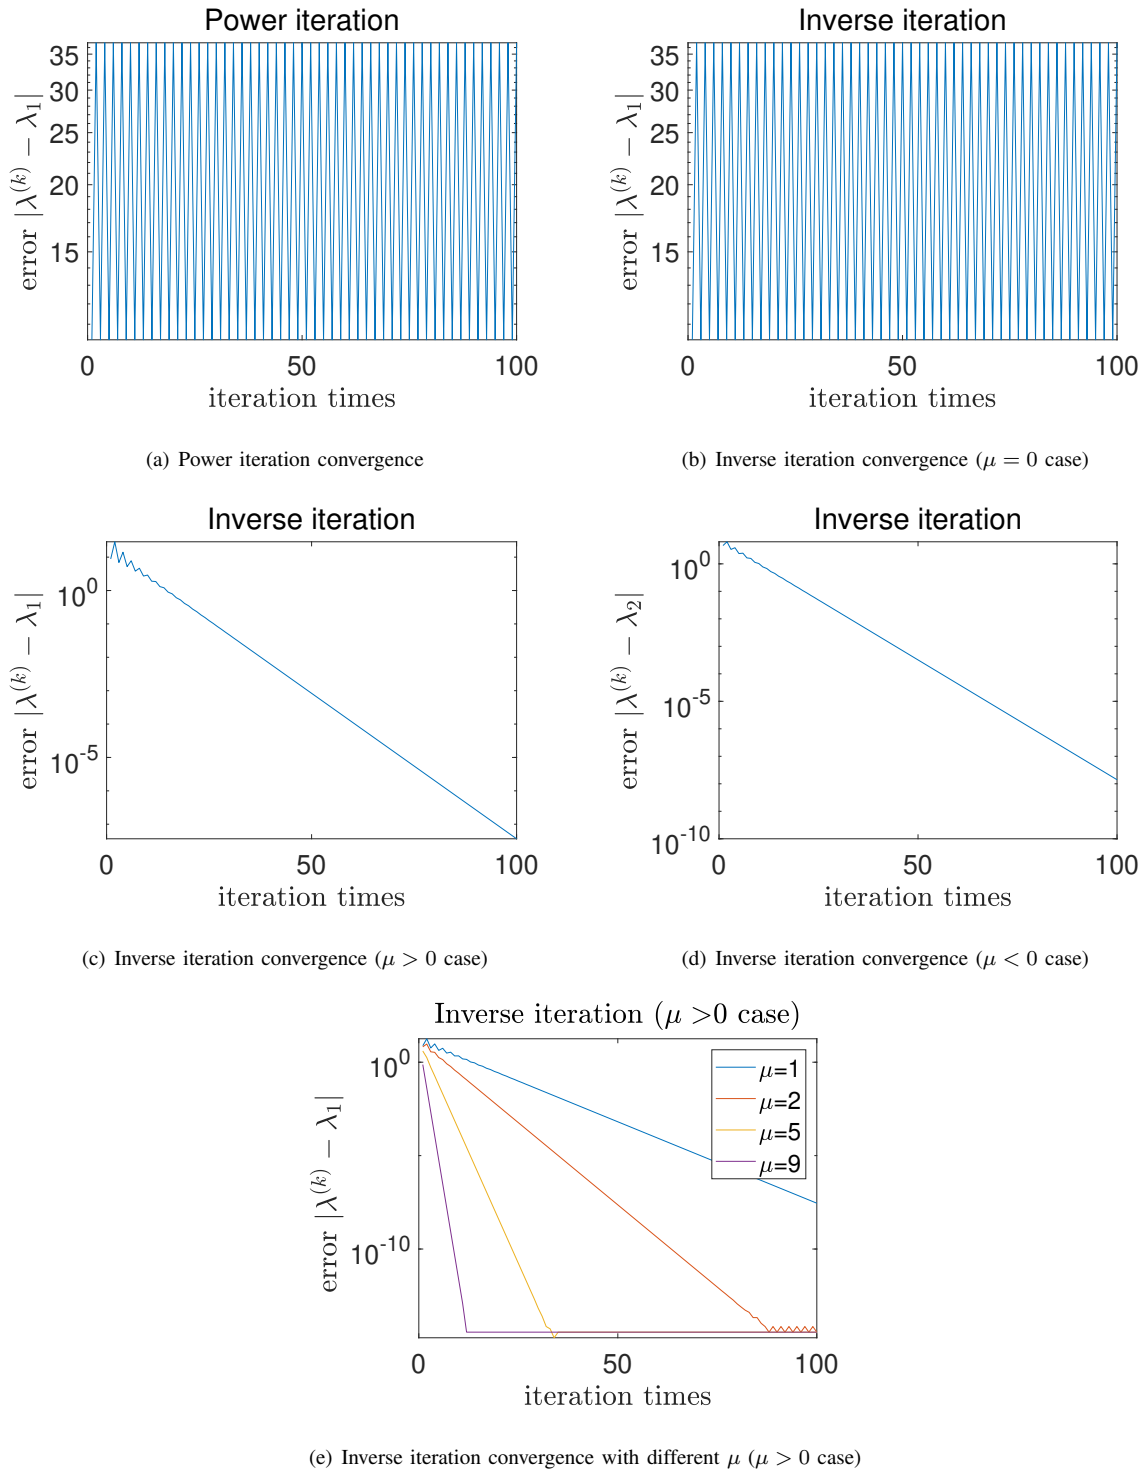 Power iteration
35
30
25
20
15
error |λ^(k) − λ₁|
0 50 100
iteration times
(a) Power iteration convergence
Inverse iteration
35
30
25
20
15
error |λ^(k) − λ₁|
0 50 100
iteration times
(b) Inverse iteration convergence (μ = 0 case)
Inverse iteration
10^0
10^-5
error |λ^(k) − λ₁|
0 50 100
iteration times
(c) Inverse iteration convergence (μ > 0 case)
Inverse iteration
10^0
10^-5
10^-10
error |λ^(k) − λ₂|
0 50 100
iteration times
(d) Inverse iteration convergence (μ < 0 case)
Inverse iteration (μ >0 case)
10^0
10^-10
error |λ^(k) − λ₁|
μ=1
μ=2
μ=5
μ=9
0 50 100
iteration times
(e) Inverse iteration convergence with different μ (μ > 0 case)